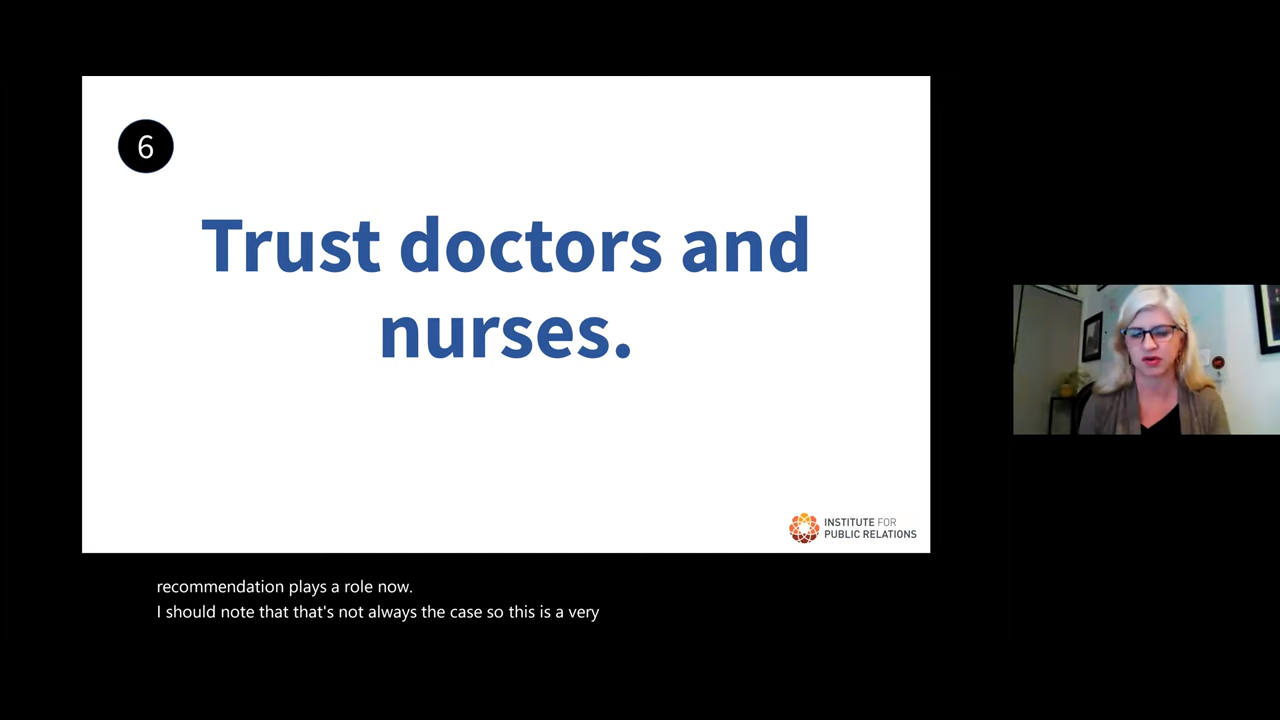 6
Trust doctors and
nurses.
INSTITUTE FOR
PUBLIC RELATIONS
recommendation plays a role now.
I should note that that's not always the case so this is a very